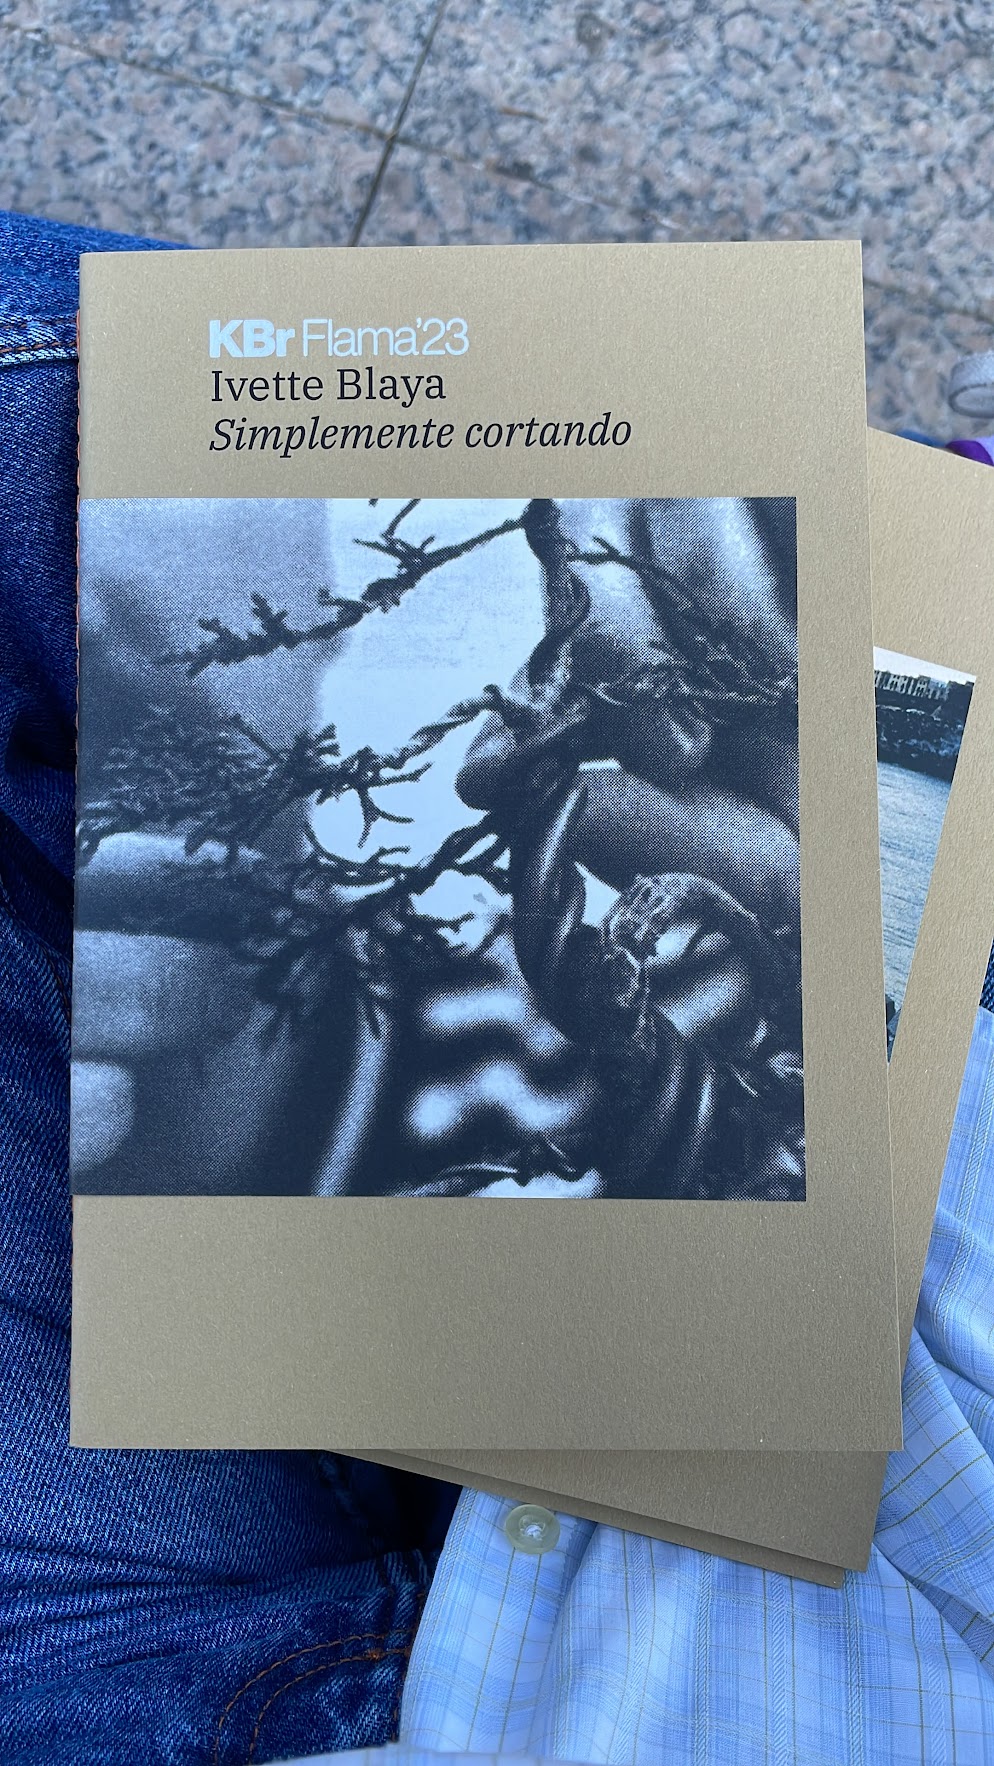 KBr Flama'23
Ivette Blaya
Simplemente cortando